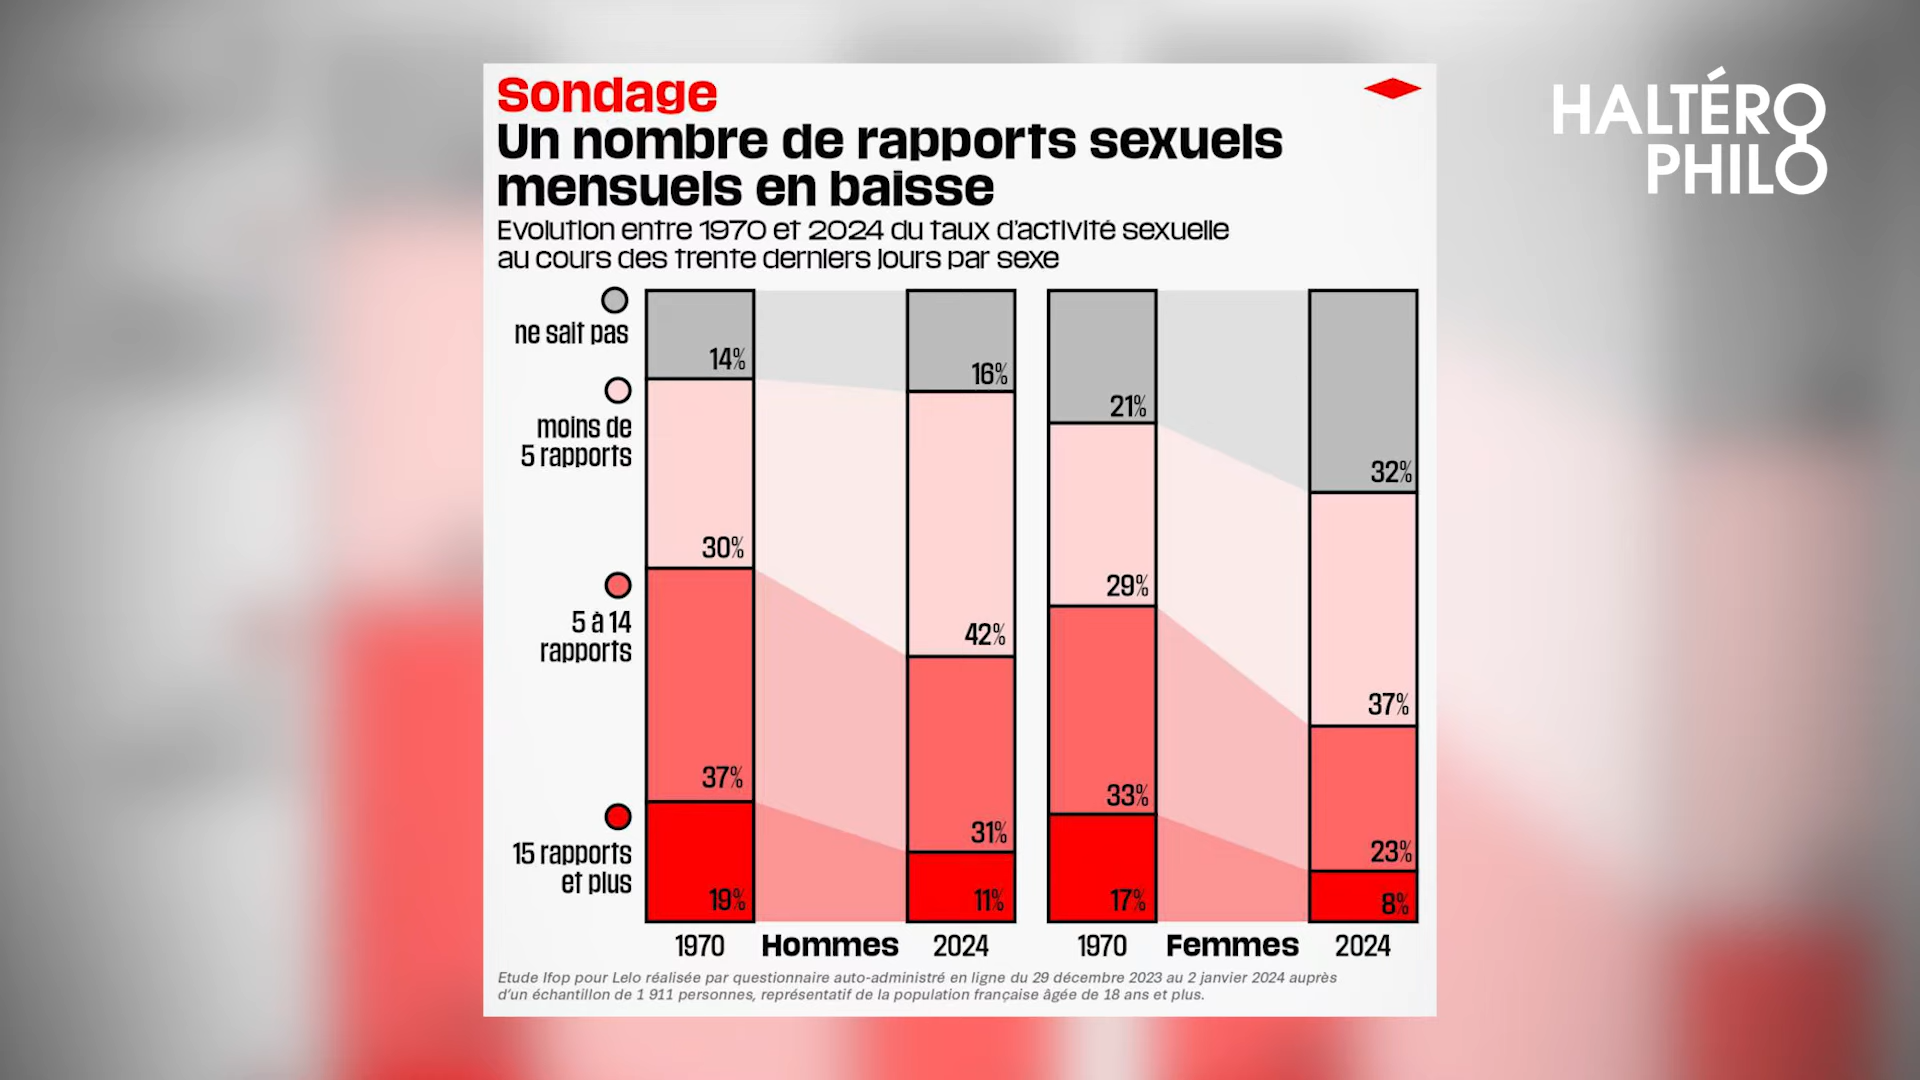 Sondage
Un nombre de rapports sexuels
mensuels en baisse
Evolution entre 1970 et 2024 du taux d'activité sexuelle
au cours des trente derniers jours par sexe
HALTÉRO
PHILO
ne sait pas
moins de
5 rapports
5 à 14
rapports
15 rapports
et plus
14%
30%
37%
19%
16%
42%
31%
11%
21%
29%
33%
17%
32%
37%
23%
8%
1970 Hommes 2024 1970 Femmes 2024
Etude Ifop pour Lelo réalisée par questionnaire auto-administré en ligne du 29 décembre 2023 au 2 janvier 2024 auprès
d'un échantillon de 1 911 personnes, représentatif de la population française âgée de 18 ans et plus.